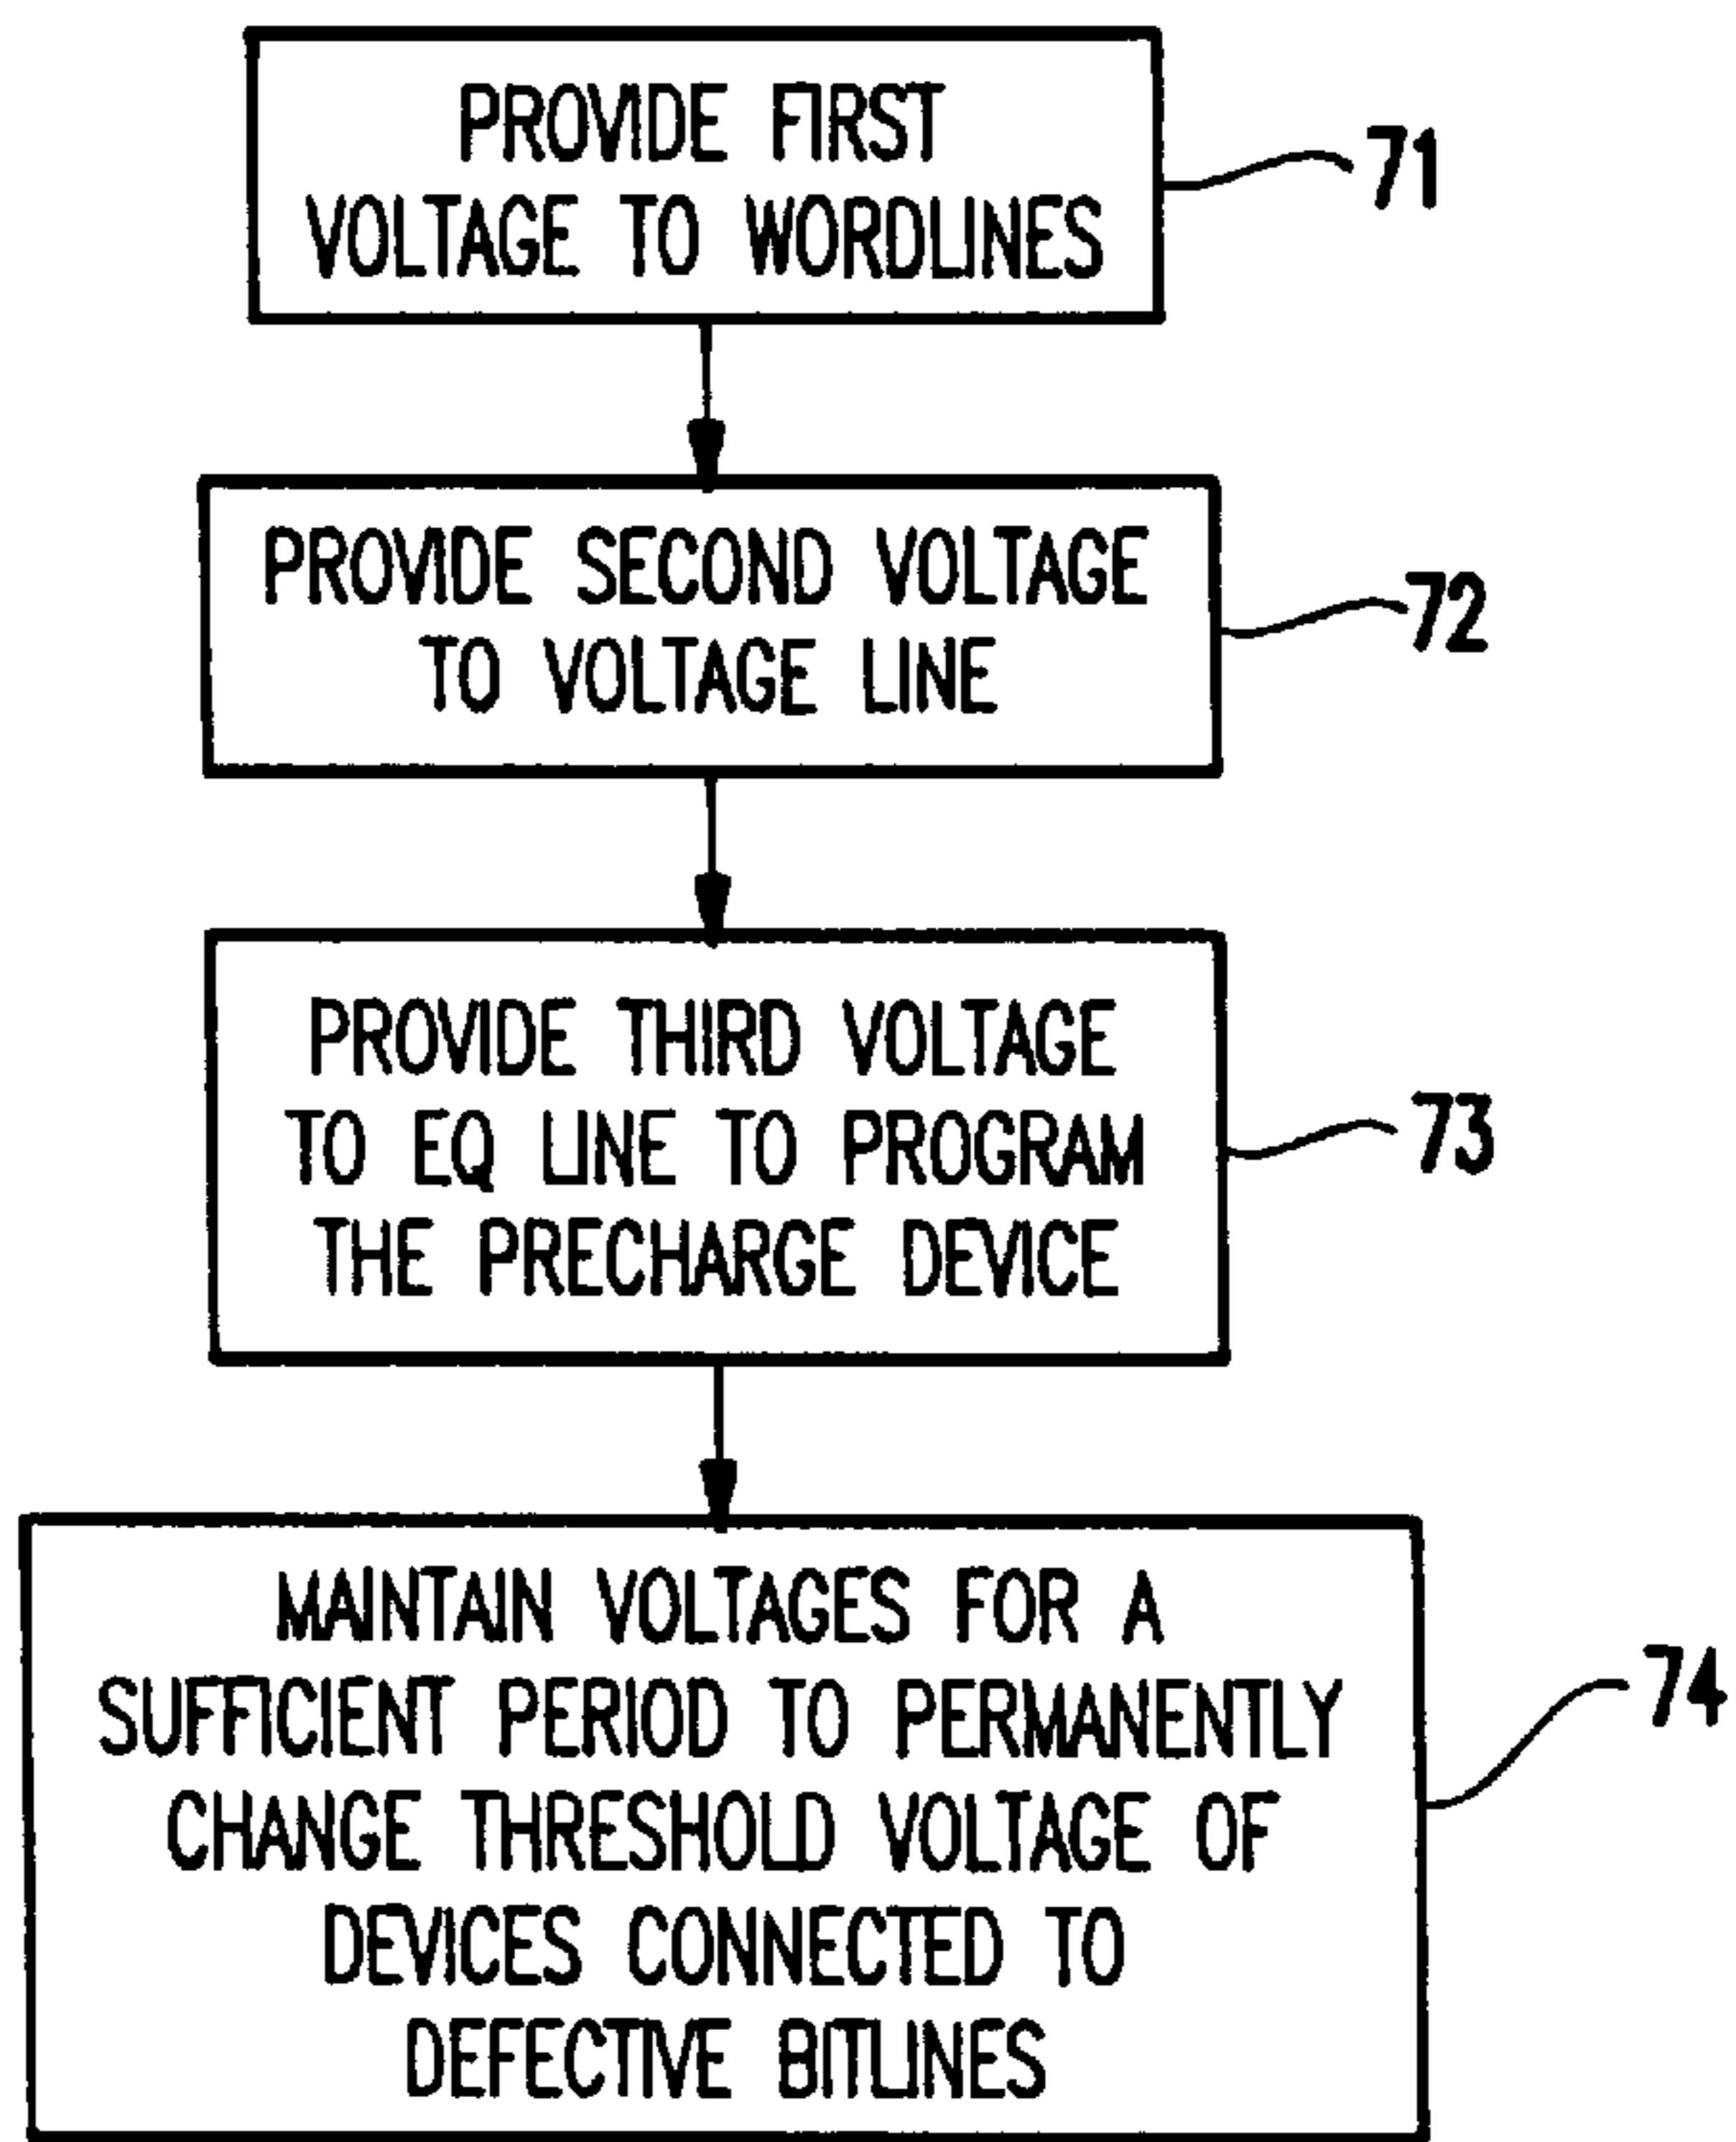 PROVIDE FIRST
VOLTAGE TO WORDLINES
71
PROVIDE SECOND VOLTAGE
TO VOLTAGE LINE
72
PROVIDE THIRD VOLTAGE
TO EQ LINE TO PROGRAM
THE PRECHARGE DEVICE
73
MAINTAIN VOLTAGES FOR A
SUFFICIENT PERIOD TO PERMANENTLY
CHANGE THRESHOLD VOLTAGE OF
DEVICES CONNECTED TO
DEFECTIVE BITLINES
74